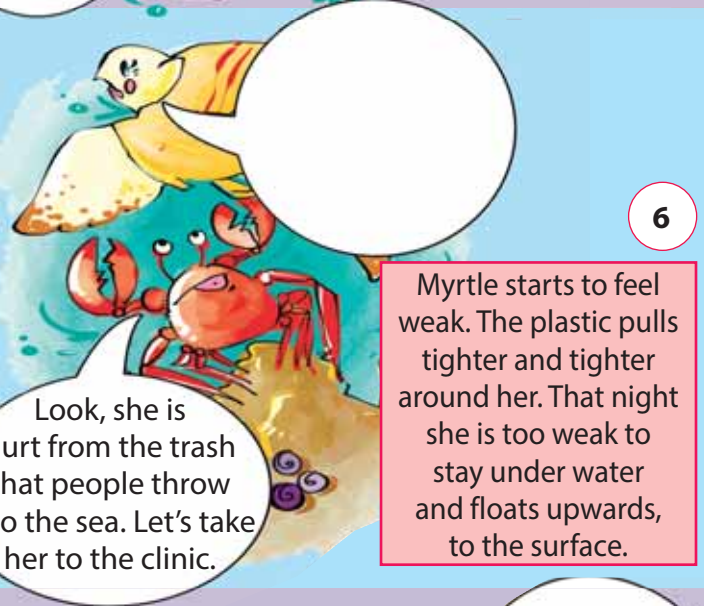 6
Myrtle starts to feel
weak. The plastic pulls
tighter and tighter
around her. That night
she is too weak to
stay under water
and floats upwards,
to the surface.
Look, she is
urt from the trash
hat people throw
o the sea. Let's take
her to the clinic.